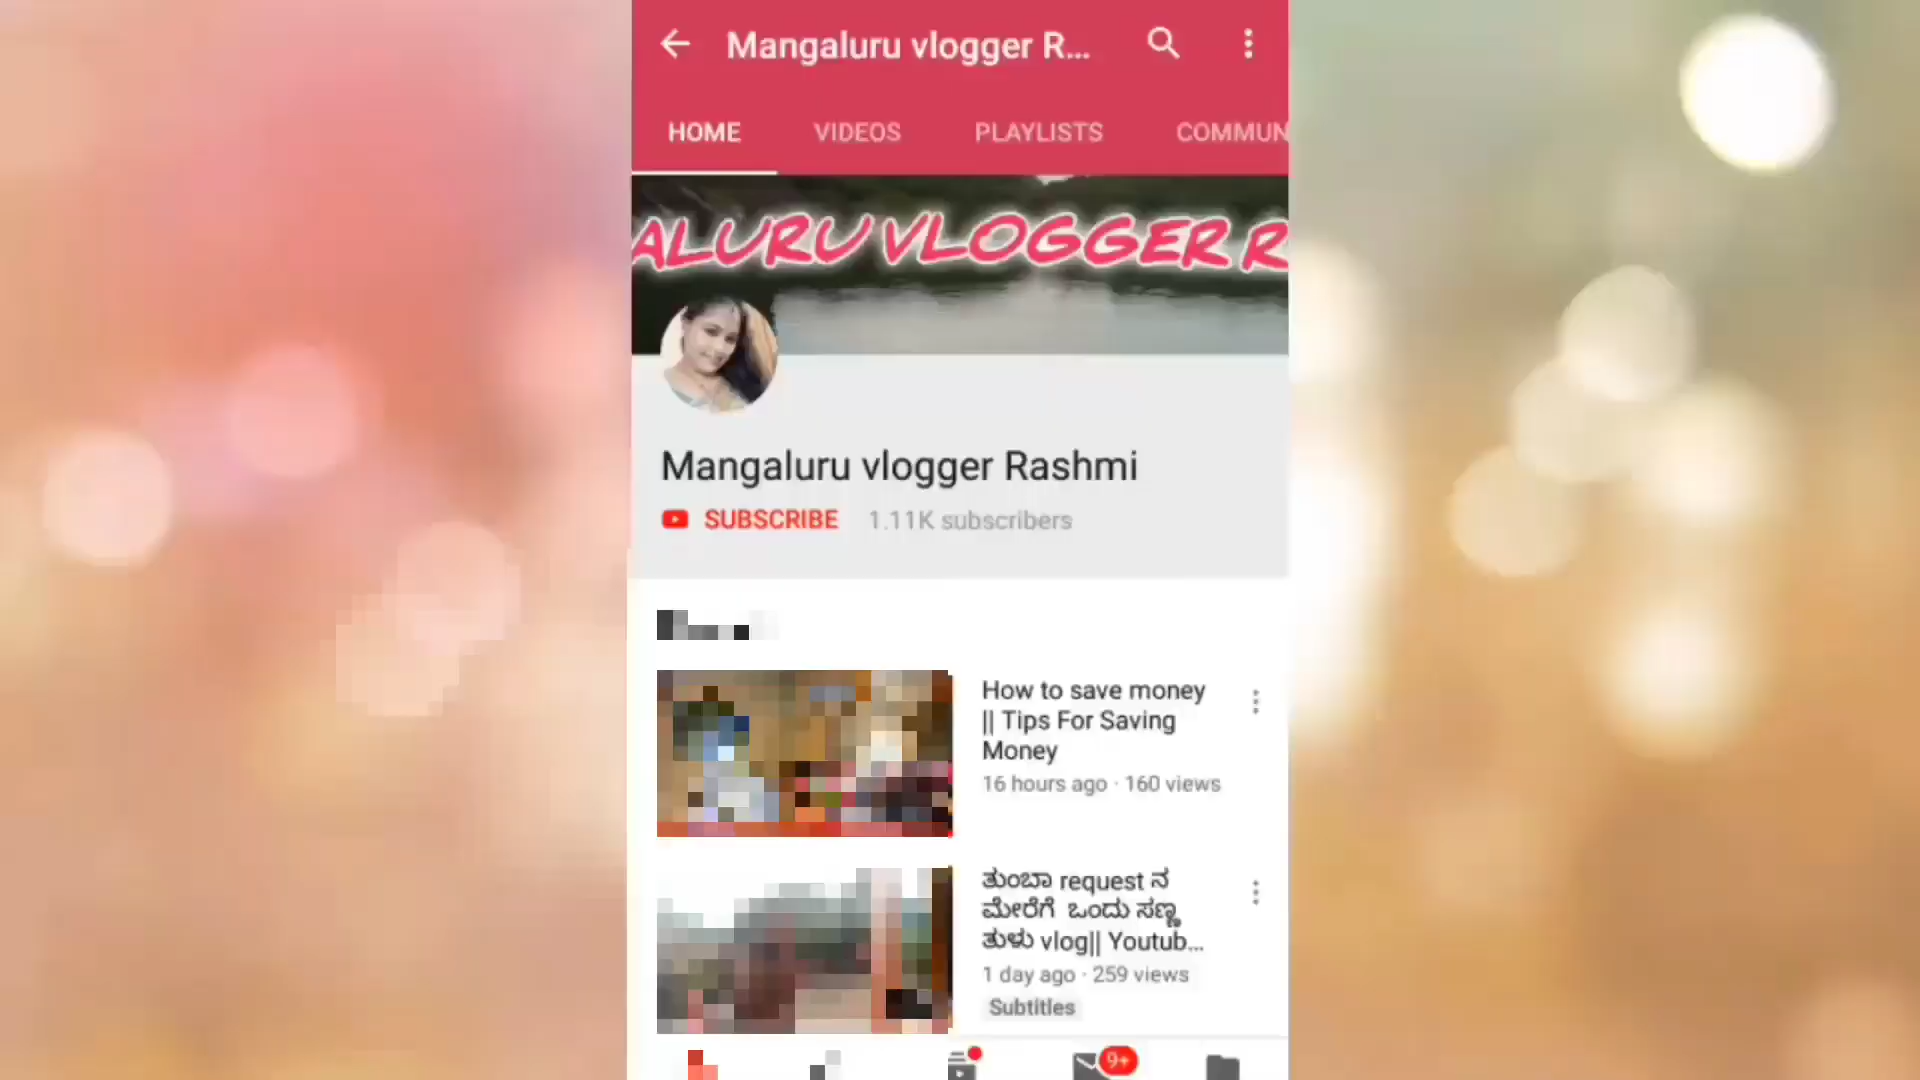 Mangaluru vlogger R...
HOME VIDEOS PLAYLISTS COMMUN
ALURU VLOGGER R
Mangaluru vlogger Rashmi
SUBSCRIBE 1.11K subscribers
How to save money
|| Tips For Saving
Money
16 hours ago · 160 views
ತುಂಬಾ request ನ
ಮೇರೆಗೆ ಒಂದು ಸಣ್ಣ
ತುಳು vlog|| Youtub...
1 day ago · 259 views
Subtitles
9+